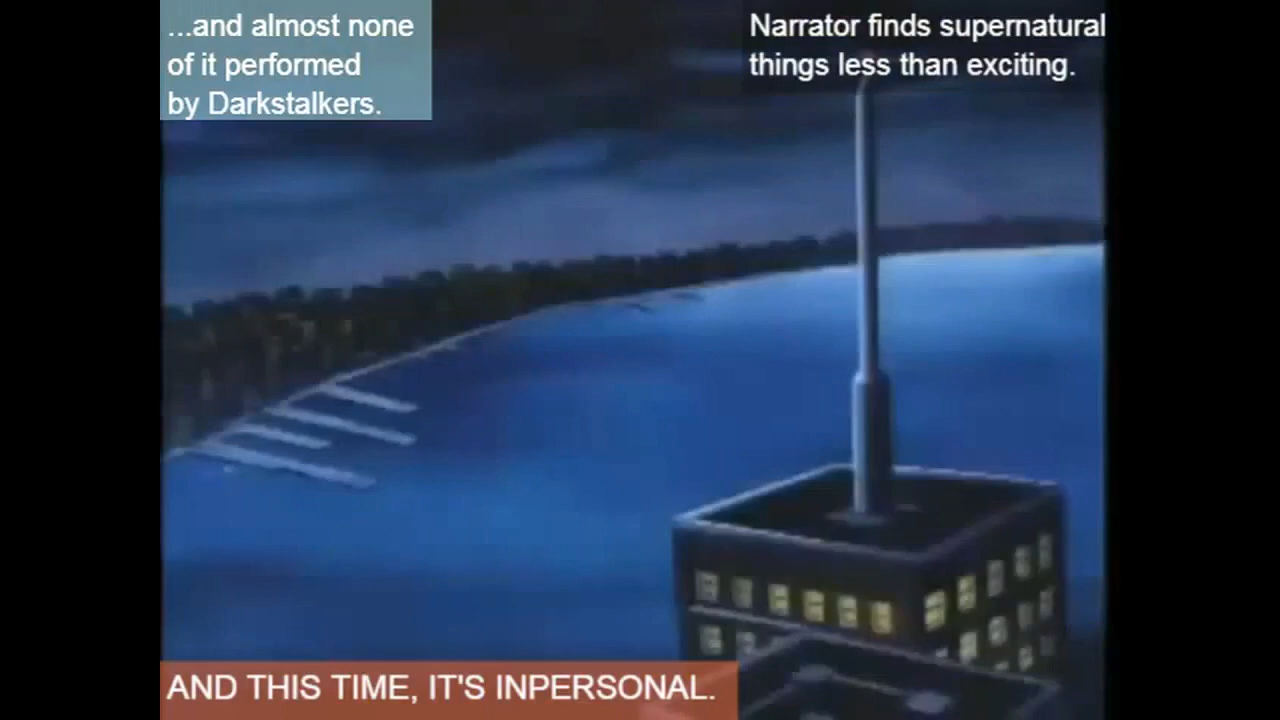 ...and almost none
of it performed
by Darkstalkers.
Narrator finds supernatural
things less than exciting.
AND THIS TIME, IT'S INPERSONAL.